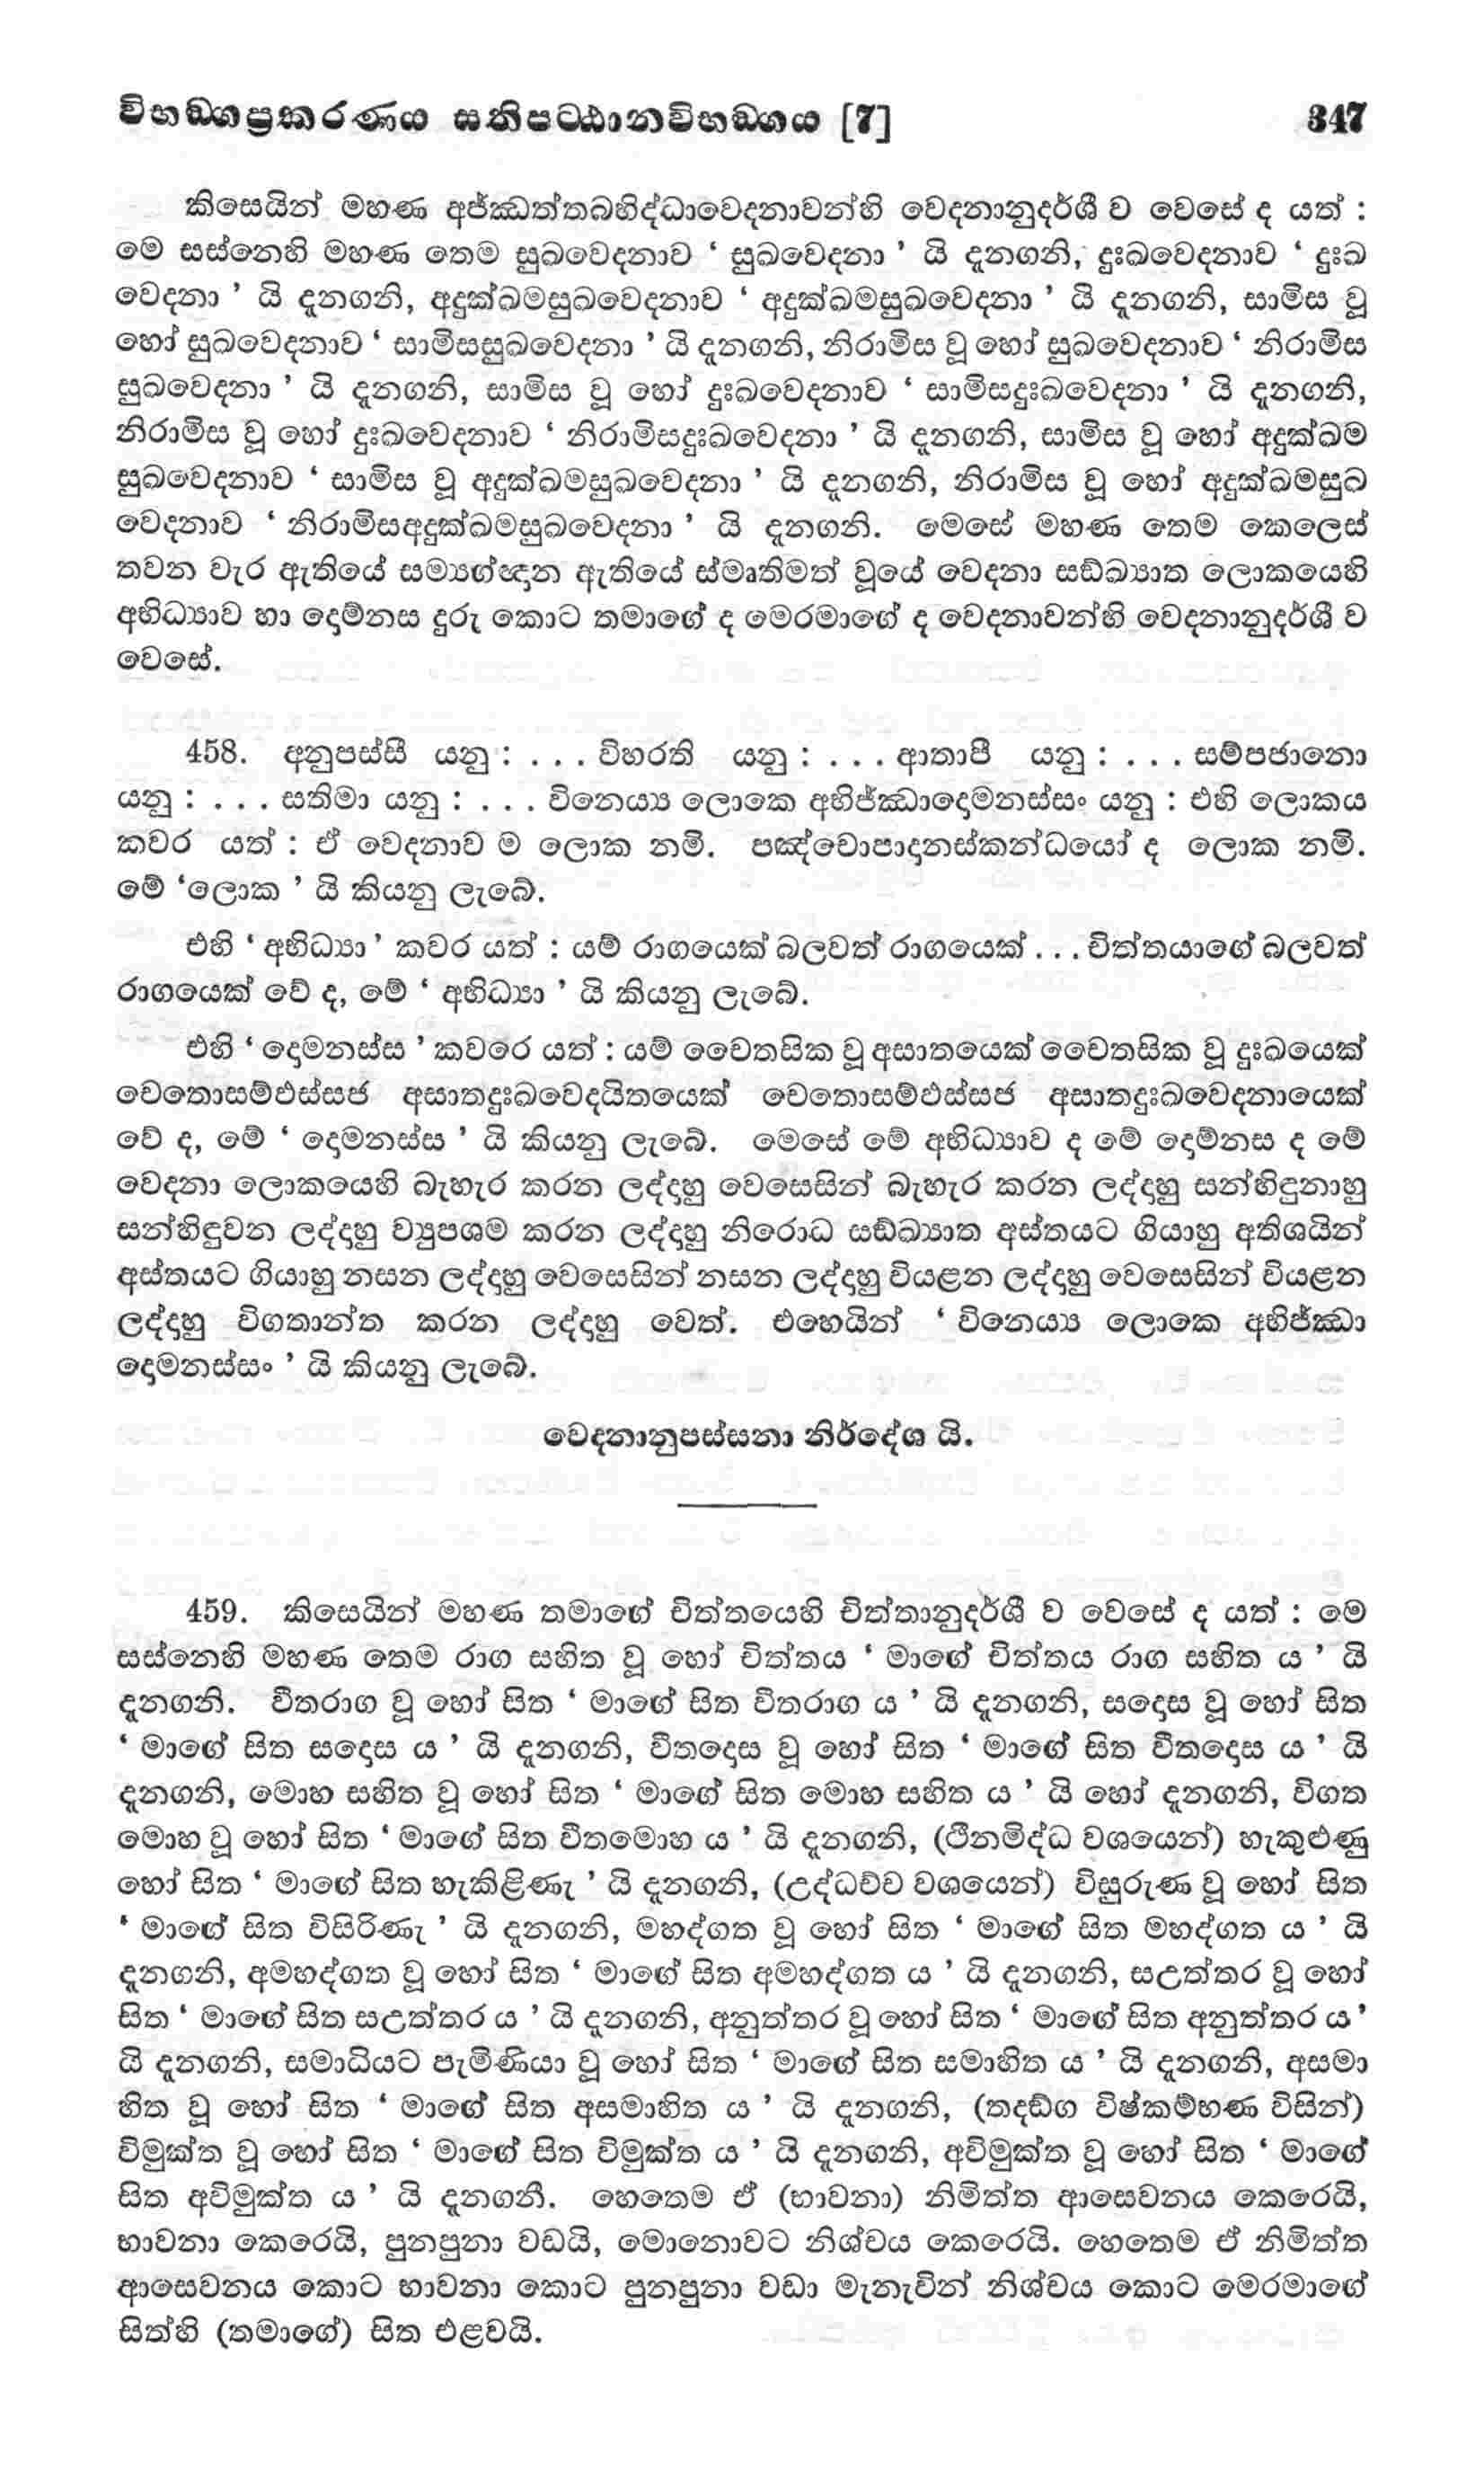 විභඞ්ගප්‍රකරණය සතිපට්ඨානවිභඞ්ගය [7] 347
කිසෙයින් මහණ අජ්ඣත්තබහිද්ධාවෙදනාවන්හි වෙදනානුදර්ශී ව වෙසේ ද යත් :
මෙ සස්නෙහි මහණ තෙම සුඛවෙදනාව ‘ සුඛවෙදනා ’ යි දැනගනි, දුඃඛවෙදනාව ‘ දුඃඛ
වෙදනා ’ යි දැනගනි, අදුක්ඛමසුඛවෙදනාව ‘ අදුක්ඛමසුඛවෙදනා ’ යි දැනගනි, සාමිස වූ
හෝ සුඛවෙදනාව ‘ සාමිසසුඛවෙදනා ’ යි දැනගනි, නිරාමිස වූ හෝ සුඛවෙදනාව ‘ නිරාමිස
සුඛවෙදනා ’ යි දැනගනි, සාමිස වූ හෝ දුඃඛවෙදනාව ‘ සාමිසදුඃඛවෙදනා ’ යි දැනගනි,
නිරාමිස වූ හෝ දුඃඛවෙදනාව ‘ නිරාමිසදුඃඛවෙදනා ’ යි දැනගනි, සාමිස වූ හෝ අදුක්ඛම
සුඛවෙදනාව ‘ සාමිස වූ අදුක්ඛමසුඛවෙදනා ’ යි දැනගනි, නිරාමිස වූ හෝ අදුක්ඛමසුඛ
වෙදනාව ‘ නිරාමිසඅදුක්ඛමසුඛවෙදනා ’ යි දැනගනි. මෙසේ මහණ තෙම කෙලෙස්
තවන වැර ඇතියේ සම්‍යග්ඥාන ඇතියේ ස්මෘතිමත් වූයේ වෙදනා සඞ්ඛ්‍යාත ලොකයෙහි
අභිධ්‍යාව හා දොම්නස දුරු කොට තමාගේ ද මෙරමාගේ ද වෙදනාවන්හි වෙදනානුදර්ශී ව
වෙසේ.
458. අනුපස්සී යනු : . . . විහරති යනු : . . . ආතාපී යනු : . . . සම්පජානො
යනු : . . . සතිමා යනු : . . . විනෙය්‍ය ලොකෙ අභිජ්ඣාදොමනස්සං යනු : එහි ලොකය
කවර යත් : ඒ වෙදනාව ම ලොක නමි. පඤ්චොපාදානස්කන්ධයෝ ද ලොක නමි.
මේ ‘ලොක ’ යි කියනු ලැබේ.
එහි ‘ අභිධ්‍යා ’ කවර යත් : යම් රාගයෙක් බලවත් රාගයෙක් . . . චිත්තයාගේ බලවත්
රාගයෙක් වේ ද, මේ ‘ අභිධ්‍යා ’ යි කියනු ලැබේ.
එහි ‘ දොමනස්ස ’ කවරෙ යත් : යම් චෛතසික වූ අසාතයෙක් චෛතසික වූ දුඃඛයෙක්
චෙතොසම්ඵස්සජ අසාතදුඃඛවෙදයිතයෙක් චෙතොසම්ඵස්සජ අසාතදුඃඛවෙදනායෙක්
වේ ද, මේ ‘ දොමනස්ස ’ යි කියනු ලැබේ. මෙසේ මේ අභිධ්‍යාව ද මේ දොම්නස ද මේ
වෙදනා ලොකයෙහි බැහැර කරන ලද්දාහු වෙසෙසින් බැහැර කරන ලද්දාහු සන්හිඳුනාහු
සන්හිඳුවන ලද්දාහු ව්‍යුපශම කරන ලද්දාහු නිරොධ සඞ්ඛ්‍යාත අස්තයට ගියාහු අතිශයින්
අස්තයට ගියාහු නසන ලද්දාහු වෙසෙසින් නසන ලද්දාහු වියළන ලද්දාහු වෙසෙසින් වියළන
ලද්දාහු විගතාන්ත කරන ලද්දාහු වෙත්. එහෙයින් ‘ විනෙය්‍ය ලොකෙ අභිජ්ඣා
දොමනස්සං ’ යි කියනු ලැබේ.
වෙදනානුපස්සනා නිර්දේශ යි.
459. කිසෙයින් මහණ තමාගේ චිත්තයෙහි චිත්තානුදර්ශී ව වෙසේ ද යත් : මෙ
සස්නෙහි මහණ තෙම රාග සහිත වූ හෝ චිත්තය ‘ මාගේ චිත්තය රාග සහිත ය ’ යි
දැනගනි. වීතරාග වූ හෝ සිත ‘ මාගේ සිත වීතරාග ය ’ යි දැනගනි, සදොස වූ හෝ සිත
‘ මාගේ සිත සදොස ය ’ යි දැනගනි, වීතදොස වූ හෝ සිත ‘ මාගේ සිත වීතදොස ය ’ යි
දැනගනි, මොහ සහිත වූ හෝ සිත ‘ මාගේ සිත මොහ සහිත ය ’ යි හෝ දැනගනි, විගත
මොහ වූ හෝ සිත ‘ මාගේ සිත වීතමොහ ය ’ යි දැනගනි, (ථීනමිද්ධ වශයෙන්) හැකුළුණු
හෝ සිත ‘ මාගේ සිත හැකිළිණැ ’ යි දැනගනි, (උද්ධච්ච වශයෙන්) විසුරුණ වූ හෝ සිත
‘ මාගේ සිත විසිරිණැ ’ යි දැනගනි, මහද්ගත වූ හෝ සිත ‘ මාගේ සිත මහද්ගත ය ’ යි
දැනගනි, අමහද්ගත වූ හෝ සිත ‘ මාගේ සිත අමහද්ගත ය ’ යි දැනගනි, සඋත්තර වූ හෝ
සිත ‘ මාගේ සිත සඋත්තර ය ’ යි දැනගනි, අනුත්තර වූ හෝ සිත ‘ මාගේ සිත අනුත්තර ය ’
යි දැනගනි, සමාධියට පැමිණියා වූ හෝ සිත ‘ මාගේ සිත සමාහිත ය ’ යි දැනගනි, අසමා
හිත වූ හෝ සිත ‘ මාගේ සිත අසමාහිත ය ’ යි දැනගනි, (තදඞ්ග විෂ්කම්භණ විසින්)
විමුක්ත වූ හෝ සිත ‘ මාගේ සිත විමුක්ත ය ’ යි දැනගනි, අවිමුක්ත වූ හෝ සිත ‘ මාගේ
සිත අවිමුක්ත ය ’ යි දැනගනී. හෙතෙම ඒ (භාවනා) නිමිත්ත ආසෙවනය කෙරෙයි,
භාවනා කෙරෙයි, පුනපුනා වඩයි, මොනොවට නිශ්චය කෙරෙයි. හෙතෙම ඒ නිමිත්ත
ආසෙවනය කොට භාවනා කොට පුනපුනා වඩා මැනැවින් නිශ්චය කොට මෙරමාගේ
සිත්හි (තමාගේ) සිත එළවයි.